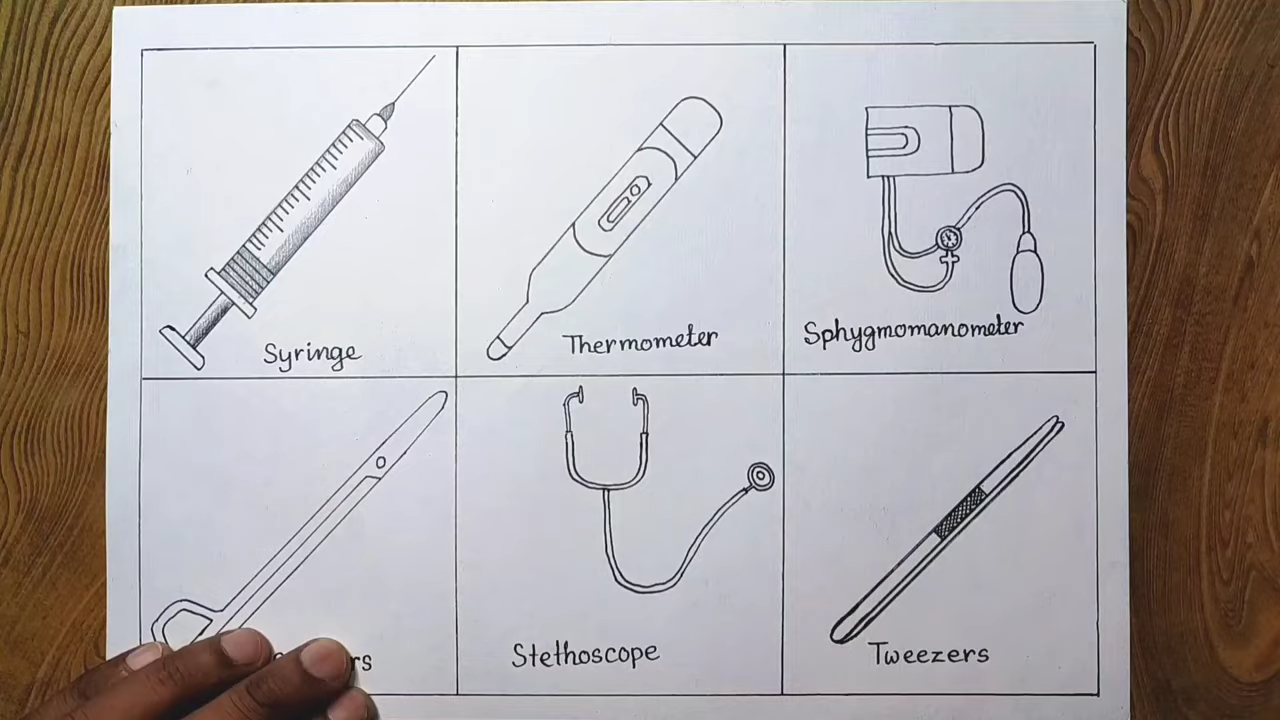 Syringe
Thermometer
Sphygmomanometer
Stethoscope
Tweezers